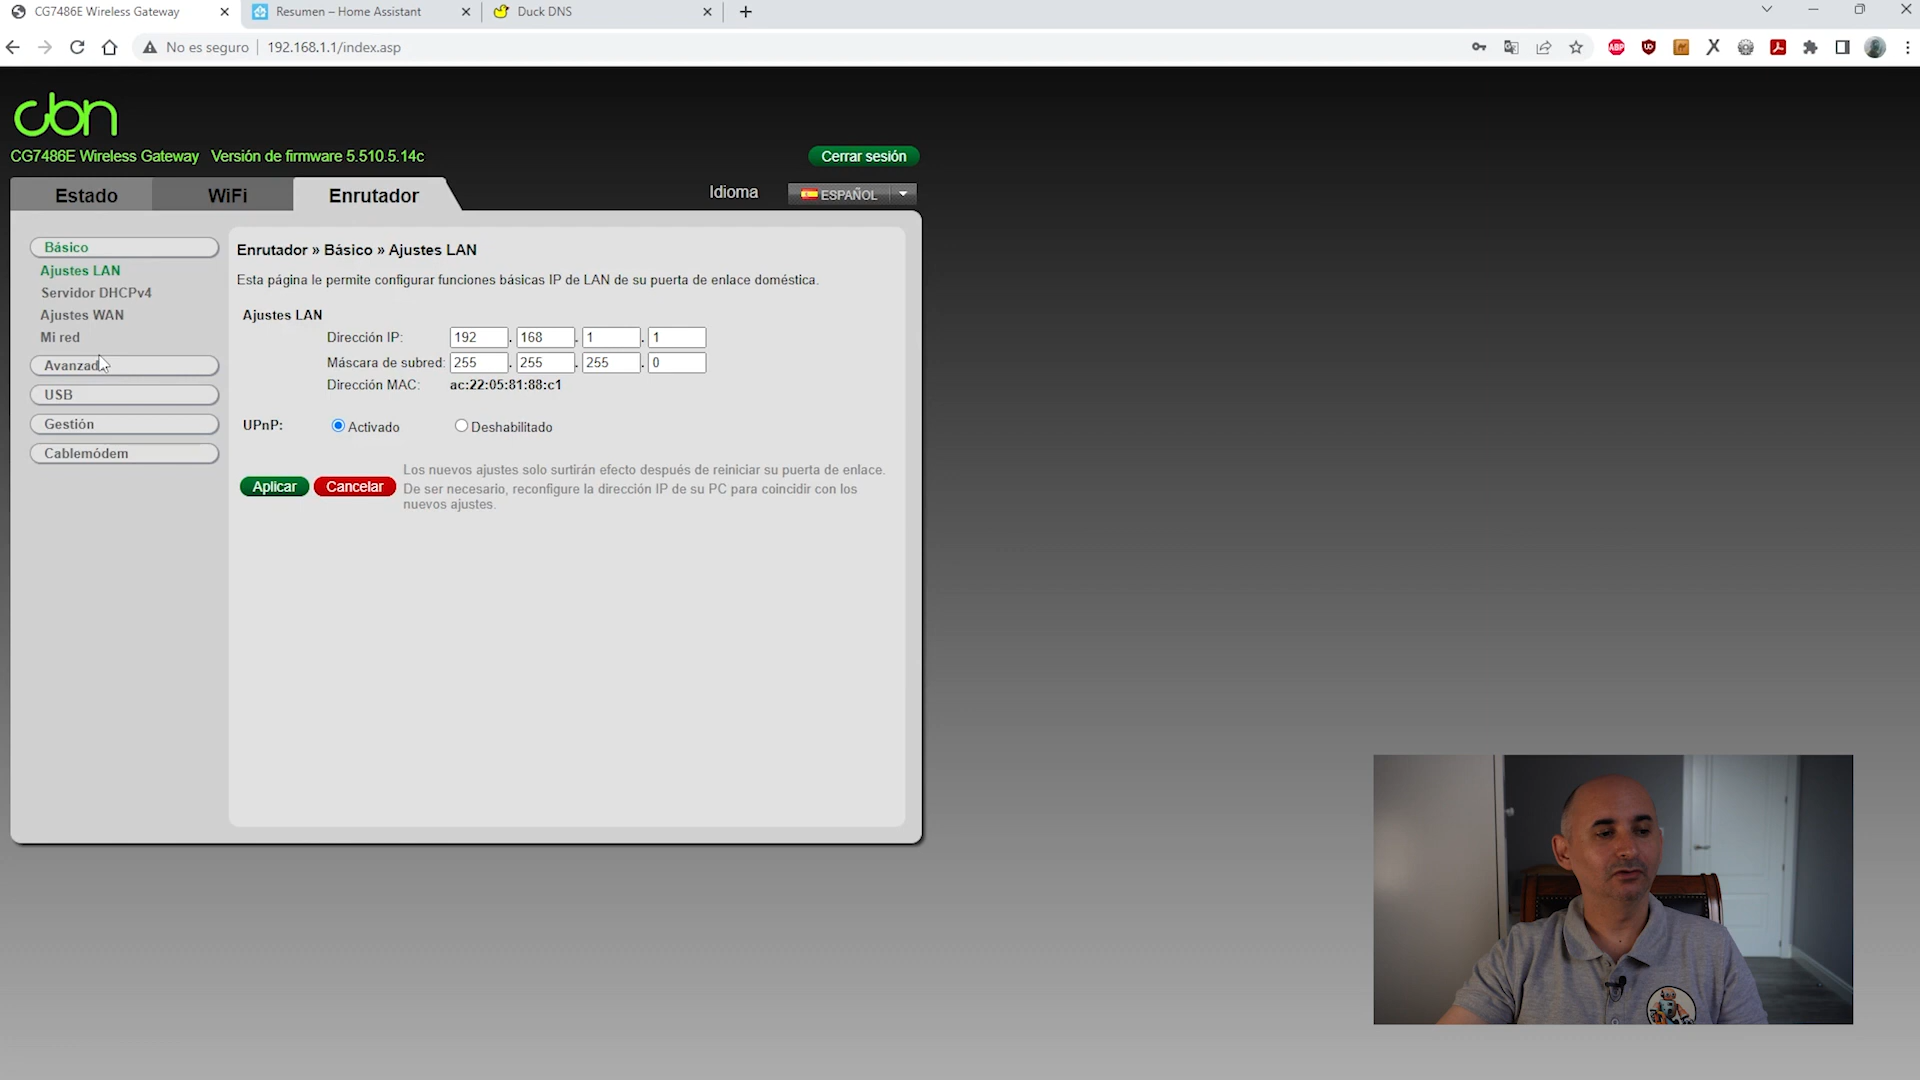 CG7486E Wireless Gateway
Resumen – Home Assistant
Duck DNS
No es seguro
192.168.1.1/index.asp
ABP
cbn
CG7486E Wireless Gateway Versión de firmware 5.510.5.14c
Cerrar sesión
Estado
WiFi
Enrutador
Idioma
ESPAÑOL
Básico
Ajustes LAN
Servidor DHCPv4
Ajustes WAN
Mi red
Avanzado
USB
Gestión
Cablemódem
Enrutador » Básico » Ajustes LAN
Esta página le permite configurar funciones básicas IP de LAN de su puerta de enlace doméstica.
Ajustes LAN
Dirección IP: 192 . 168 . 1 . 1
Máscara de subred: 255 . 255 . 255 . 0
Dirección MAC: ac:22:05:81:88:c1
UPnP: Activado Deshabilitado
Aplicar
Cancelar
Los nuevos ajustes solo surtirán efecto después de reiniciar su puerta de enlace.
De ser necesario, reconfigure la dirección IP de su PC para coincidir con los
nuevos ajustes.